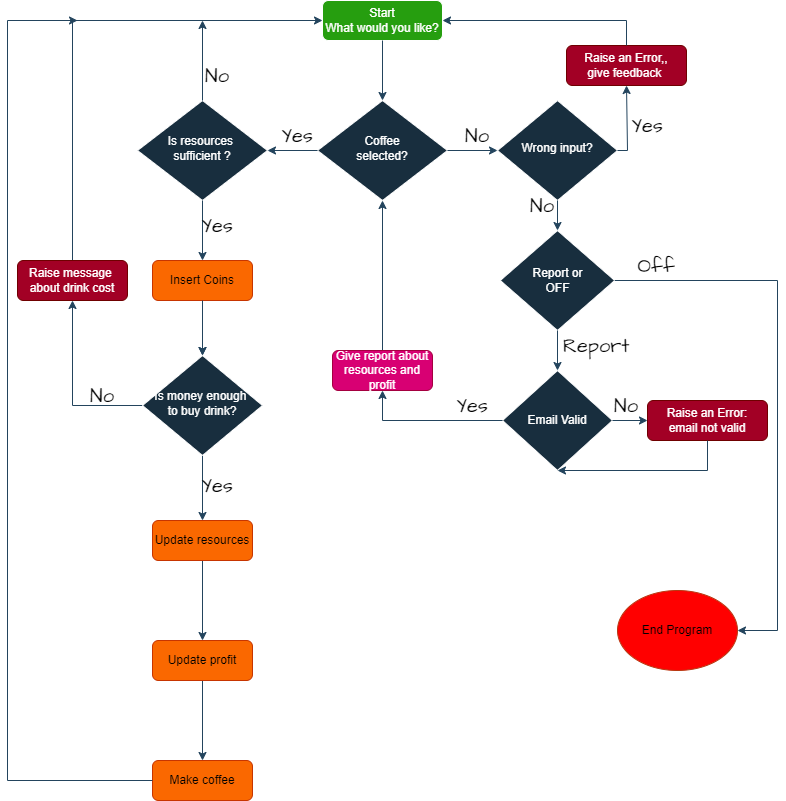 Start
What would you like?
Raise an Error,,
give feedback
No
Is resources
sufficient ?
Yes
Coffee
selected?
No
Wrong input?
Yes
Yes
No
Raise message
about drink cost
Insert Coins
Report or
OFF
Off
Give report about
resources and
profit
Report
No
Is money enough
to buy drink?
Yes
Email Valid
No
Raise an Error:
email not valid
Yes
Update resources
Update profit
End Program
Make coffee